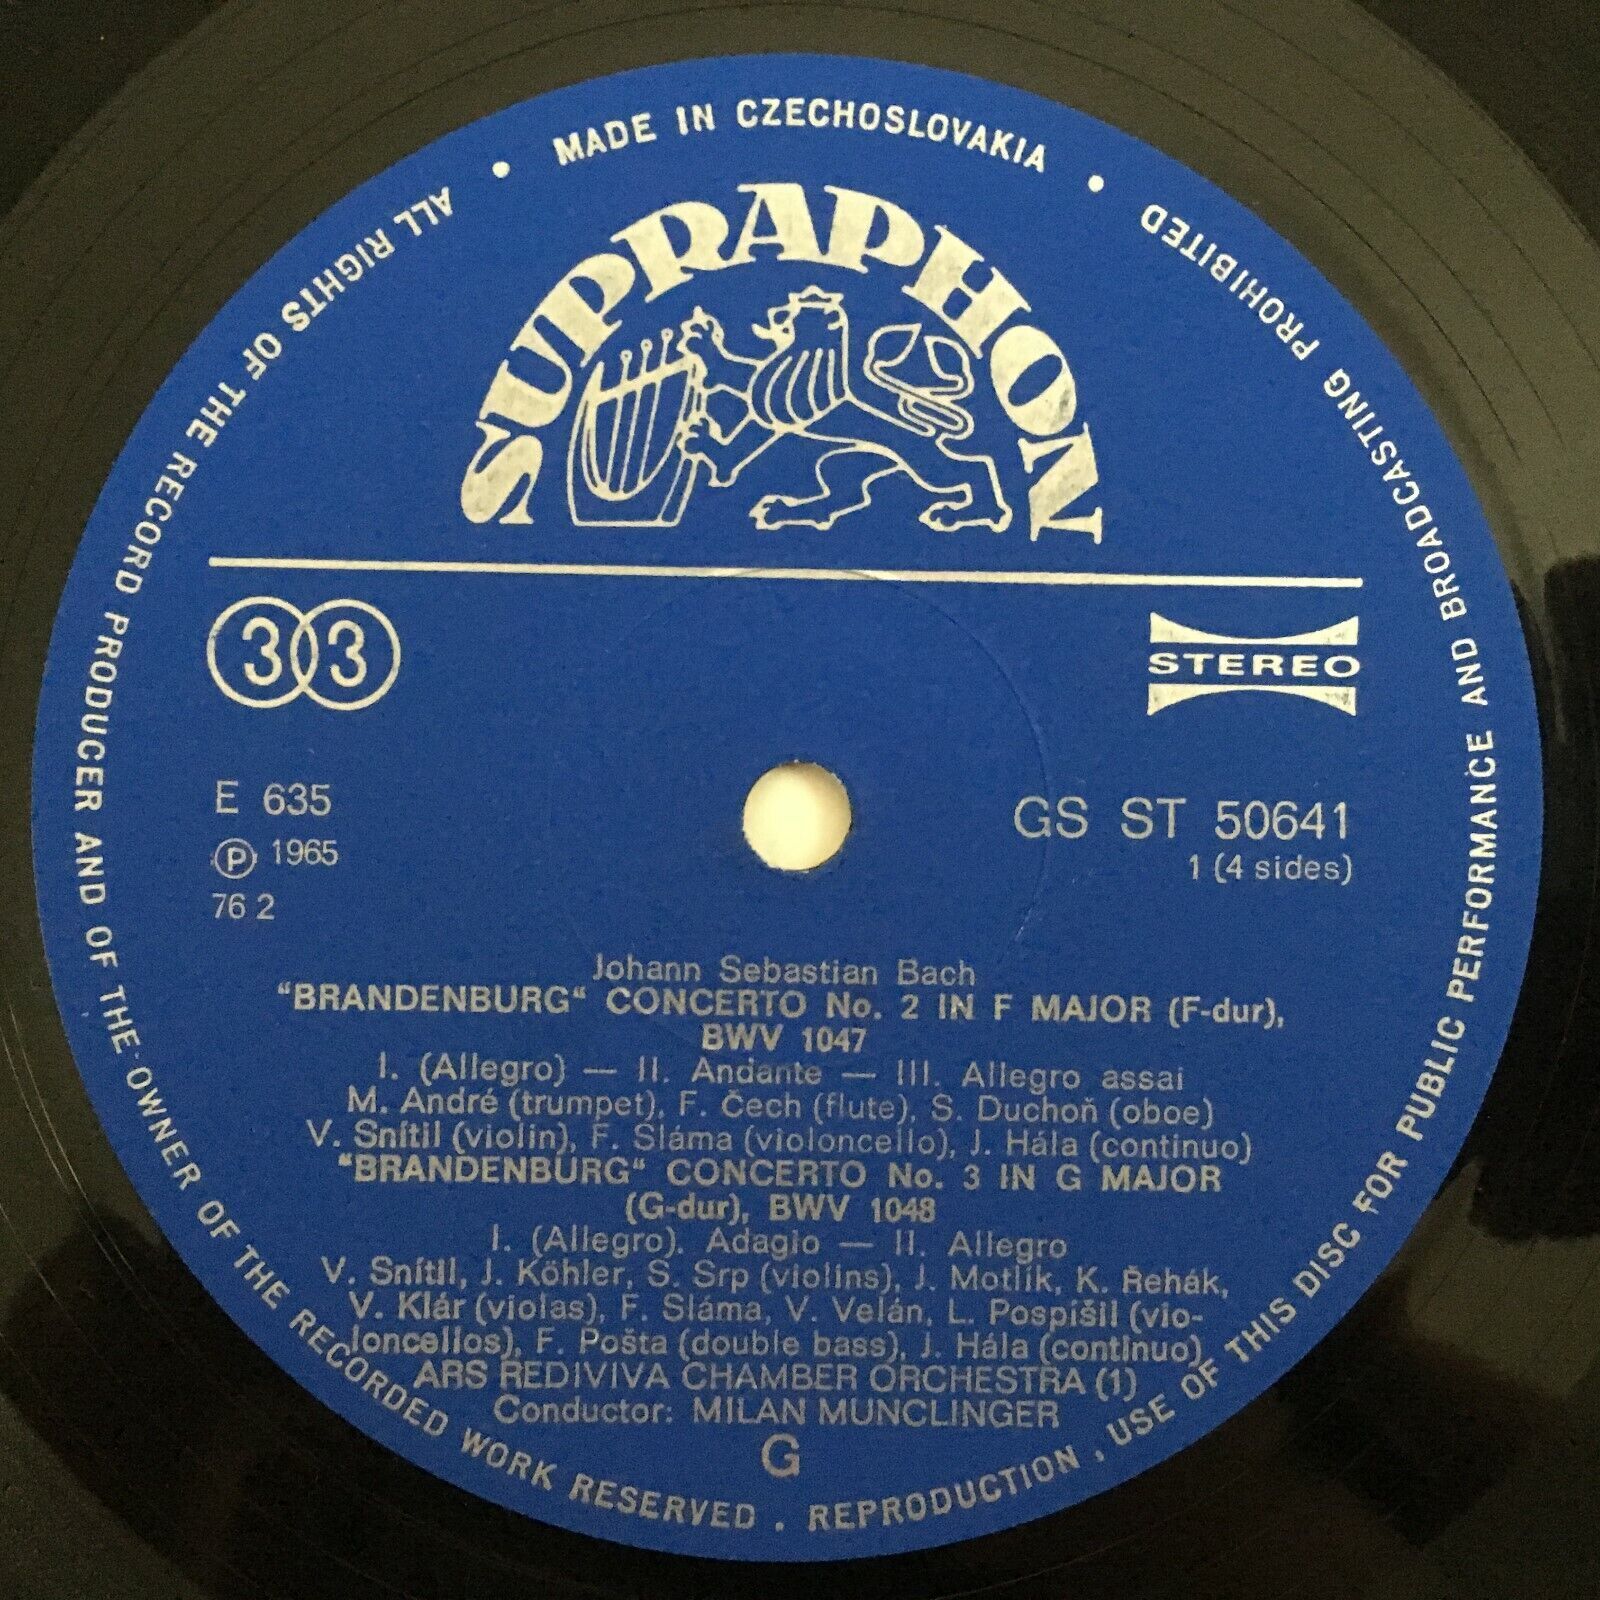 MADE IN CZECHOSLOVAKIA
ALL RIGHTS OF THE RECORD PRODUCER AND OF THE OWNER OF THE RECORDED WORK RESERVED . REPRODUCTION , USE OF THIS DISC FOR PUBLIC PERFORMANCE AND BROADCASTING PROHIBITED
SUPRAPHON
33
STEREO
E 635
GS ST 50641
Ⓟ 1965
1 (4 sides)
76 2
Johann Sebastian Bach
"BRANDENBURG" CONCERTO No. 2 IN F MAJOR (F-dur),
BWV 1047
I. (Allegro) — II. Andante — III. Allegro assai
M. André (trumpet), F. Čech (flute), S. Duchoň (oboe)
V. Snítil (violin), F. Sláma (violoncello), J. Hála (continuo)
"BRANDENBURG" CONCERTO No. 3 IN G MAJOR
(G-dur), BWV 1048
I. (Allegro). Adagio — II. Allegro
V. Snítil, J. Köhler, S. Srp (violins), J. Motlík, K. Řehák,
V. Klár (violas), F. Sláma, V. Velán, L. Pospíšil (vio-
loncellos), F. Pošta (double bass), J. Hála (continuo)
ARS REDIVIVA CHAMBER ORCHESTRA (1)
Conductor: MILAN MUNCLINGER
G